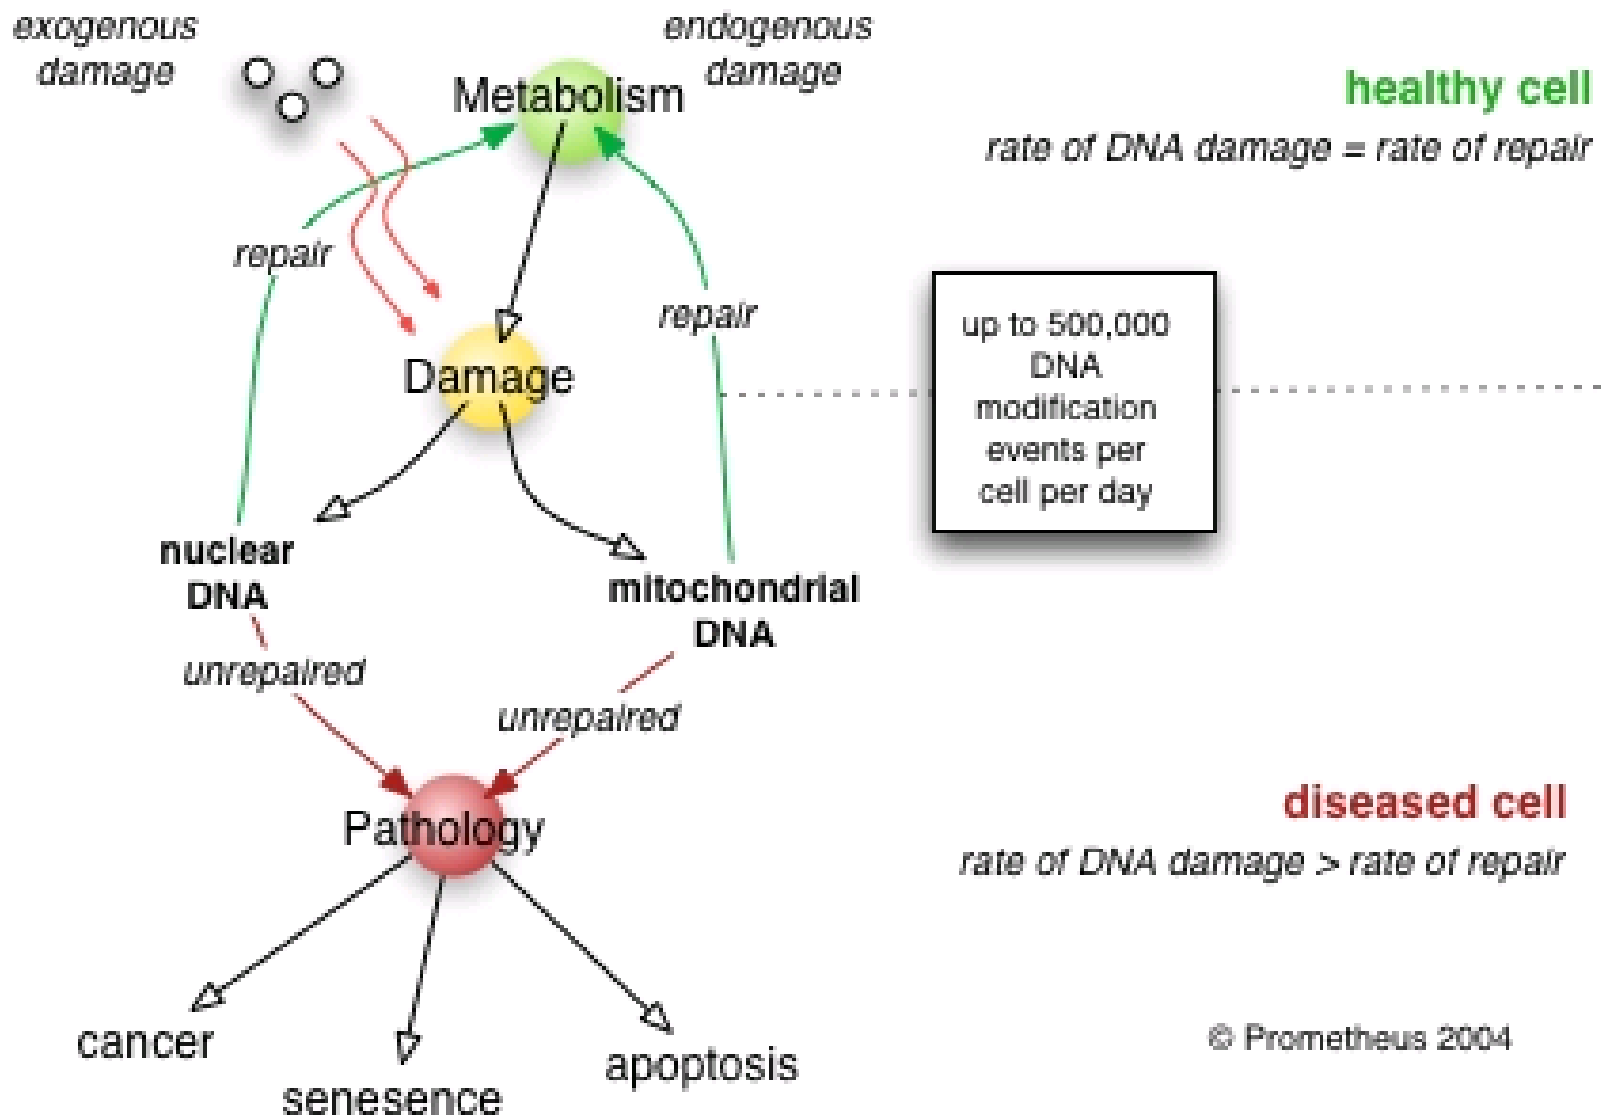 exogenous
damage
endogenous
damage
Metabolism
healthy cell
rate of DNA damage = rate of repair
repair
repair
up to 500,000
DNA
modification
events per
cell per day
Damage
nuclear
DNA
mitochondrial
DNA
unrepaired
unrepaired
Pathology
diseased cell
rate of DNA damage > rate of repair
cancer
senesence
apoptosis
© Prometheus 2004